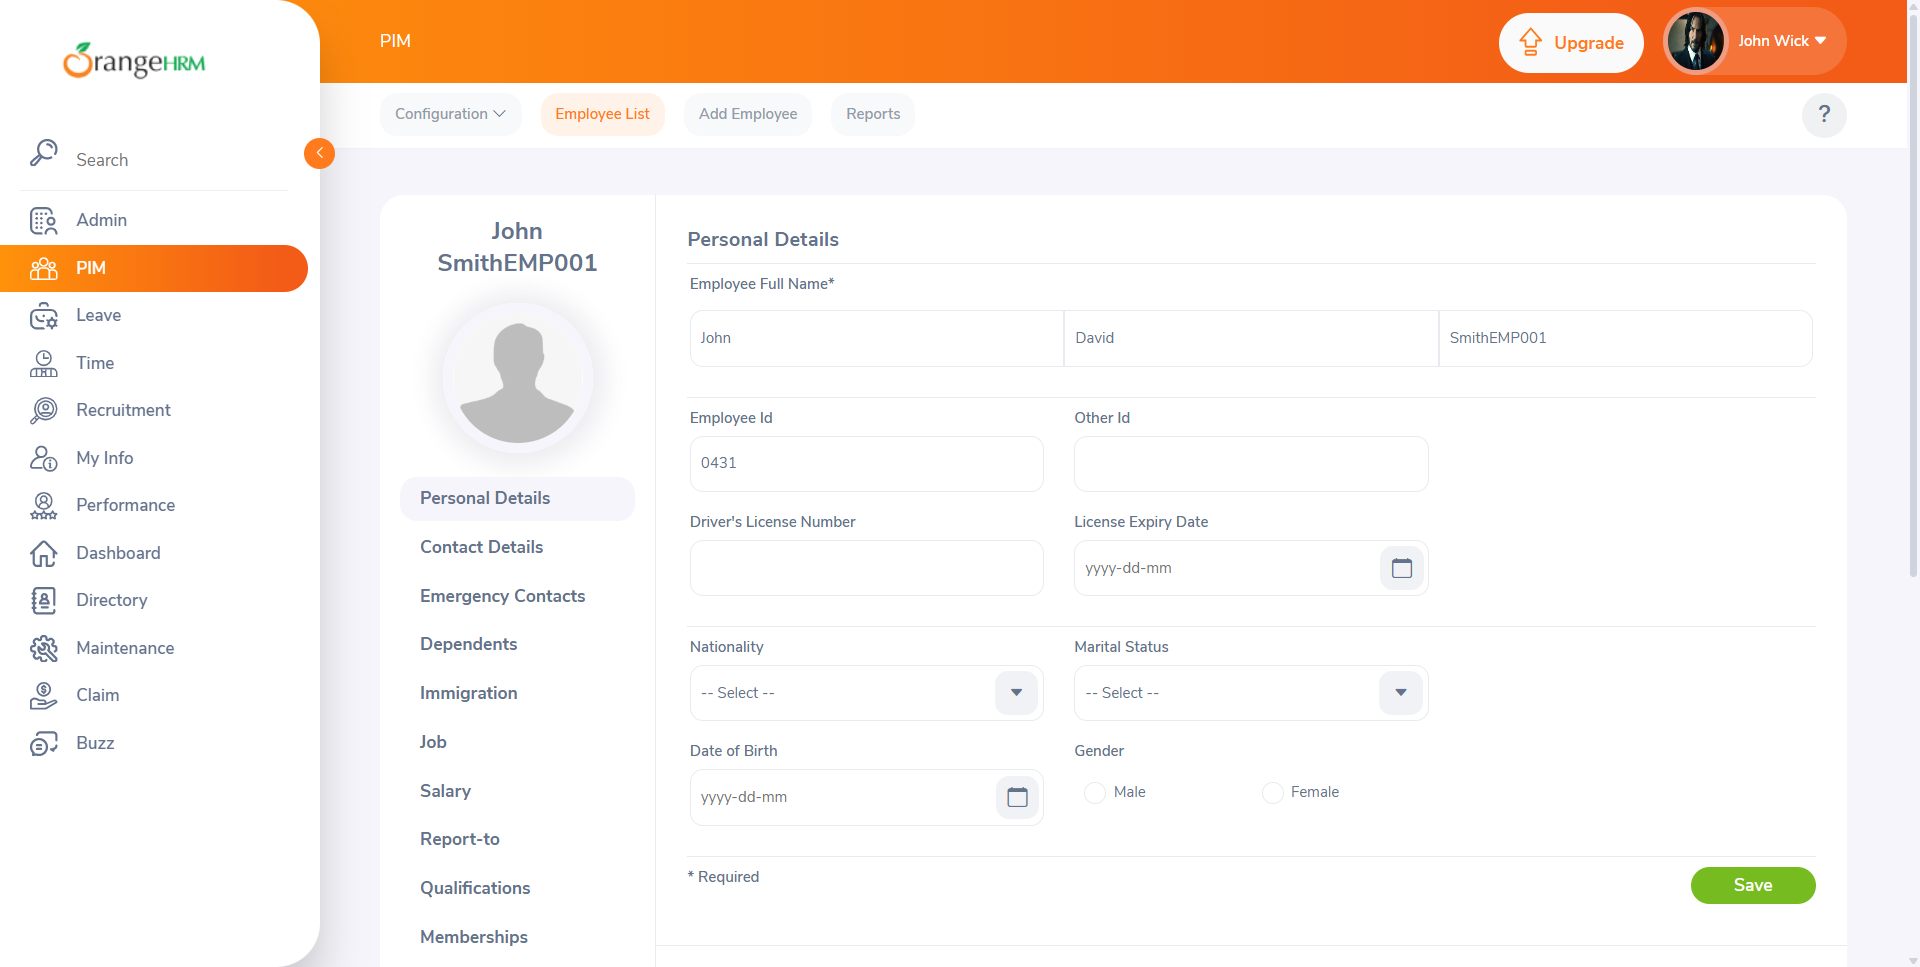 OrangeHRM
PIM
Upgrade
John Wick
Configuration
Employee List
Add Employee
Reports
?
Search
Admin
PIM
Leave
Time
Recruitment
My Info
Performance
Dashboard
Directory
Maintenance
Claim
Buzz
John
SmithEMP001
Personal Details
Contact Details
Emergency Contacts
Dependents
Immigration
Job
Salary
Report-to
Qualifications
Memberships
Personal Details
Employee Full Name*
John David SmithEMP001
Employee Id Other Id
0431
Driver's License Number License Expiry Date
yyyy-dd-mm
Nationality Marital Status
-- Select -- -- Select --
Date of Birth Gender
yyyy-dd-mm Male Female
* Required
Save